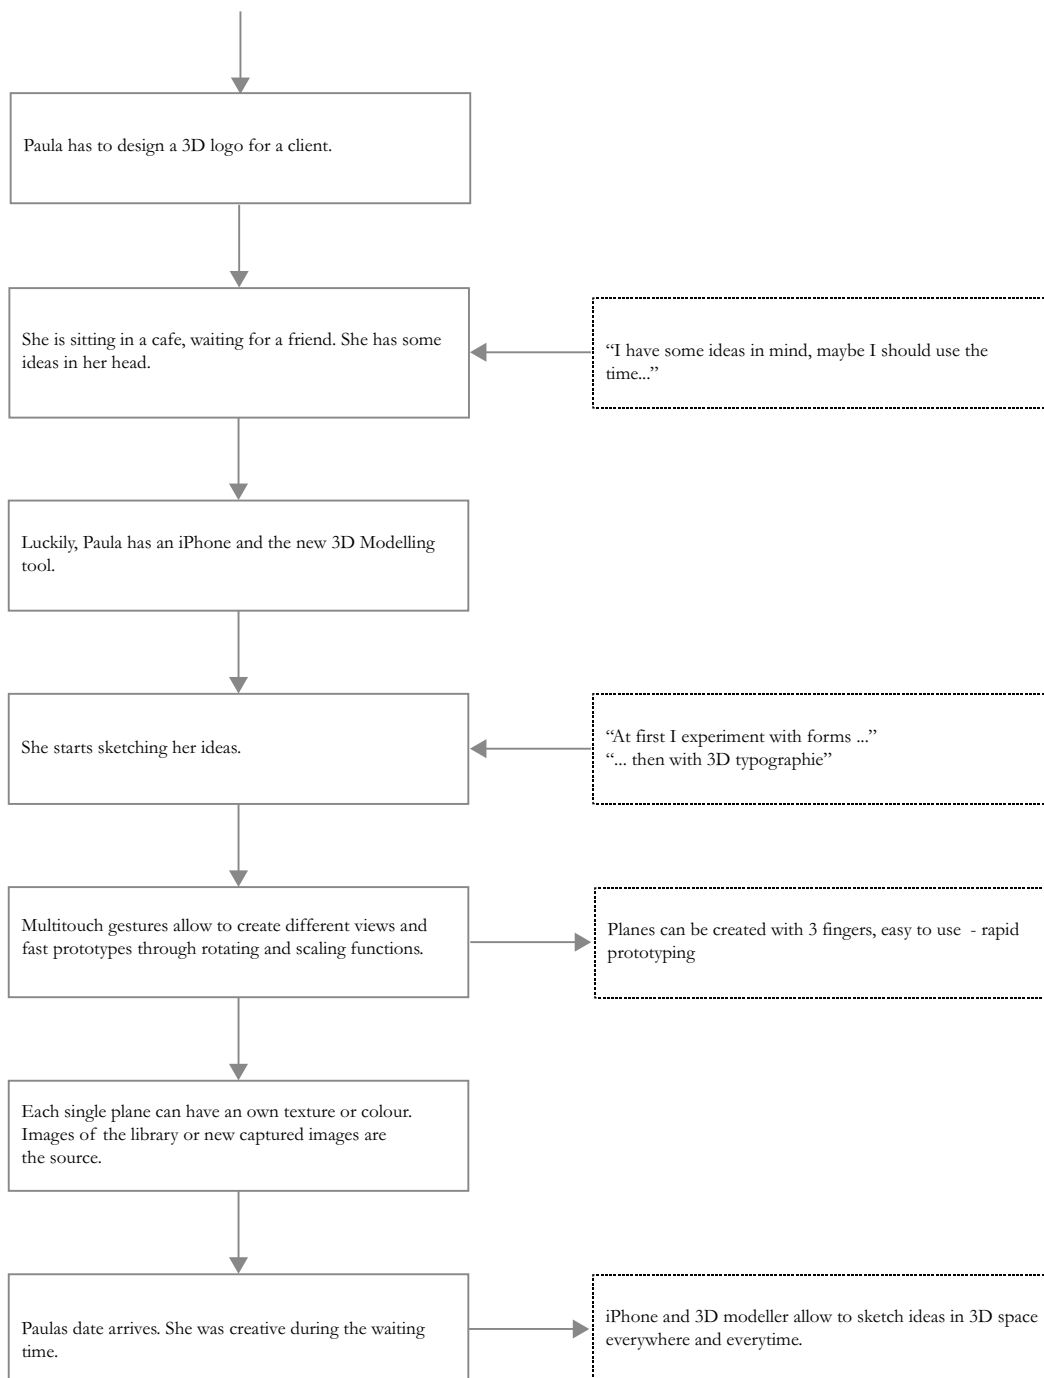 Paula has to design a 3D logo for a client.
She is sitting in a cafe, waiting for a friend. She has some
ideas in her head.
“I have some ideas in mind, maybe I should use the
time...”
Luckily, Paula has an iPhone and the new 3D Modelling
tool.
She starts sketching her ideas.
“At first I experiment with forms ...”
“... then with 3D typographie”
Multitouch gestures allow to create different views and
fast prototypes through rotating and scaling functions.
Planes can be created with 3 fingers, easy to use  - rapid
prototyping
Each single plane can have an own texture or colour.
Images of the library or new captured images are
the source.
Paulas date arrives. She was creative during the waiting
time.
iPhone and 3D modeller allow to sketch ideas in 3D space
everywhere and everytime.